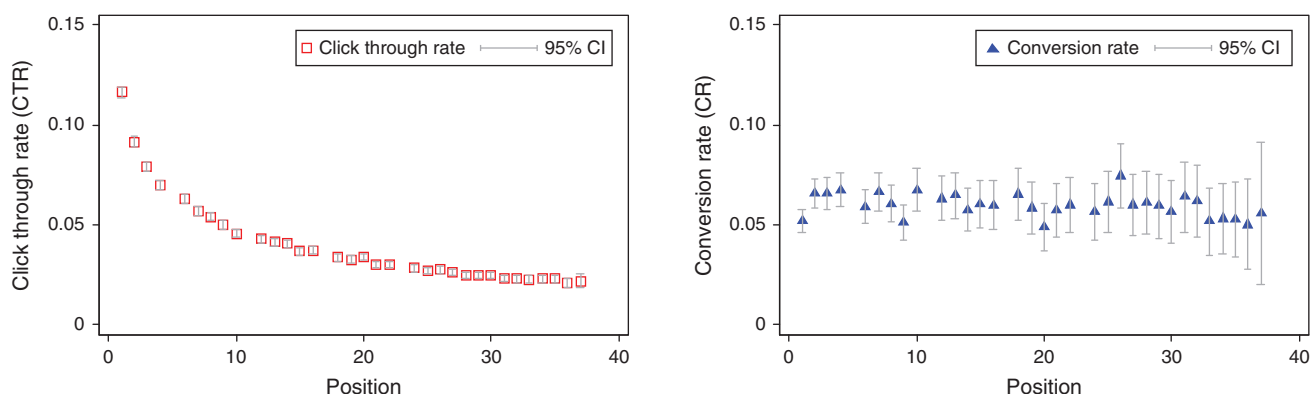 0.15
0.10
0.05
0
Click through rate (CTR)
Click through rate 95% CI
0 10 20 30 40
Position
0.15
0.10
0.05
0
Conversion rate (CR)
Conversion rate 95% CI
0 10 20 30 40
Position